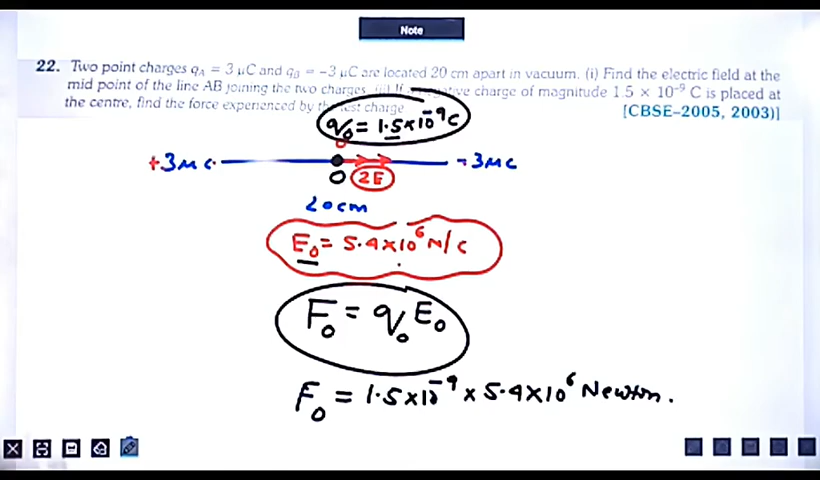 Note
22. Two point charges qA = 3 μC and qB = –3 μC are located 20 cm apart in vacuum. (i) Find the electric field at the
mid point of the line AB joining the two charges. If a negative charge of magnitude 1.5 × 10⁻⁹ C is placed at
the centre, find the force experienced by the test charge
[CBSE–2005, 2003)]
q₀ = 1.5×10⁻⁹C
+3μC -3μC
O 2E
20cm
E₀ = 5.4×10⁶ N/C
F₀ = q₀ E₀
F₀ = 1.5×10⁻⁹ × 5.4×10⁶ Newton.